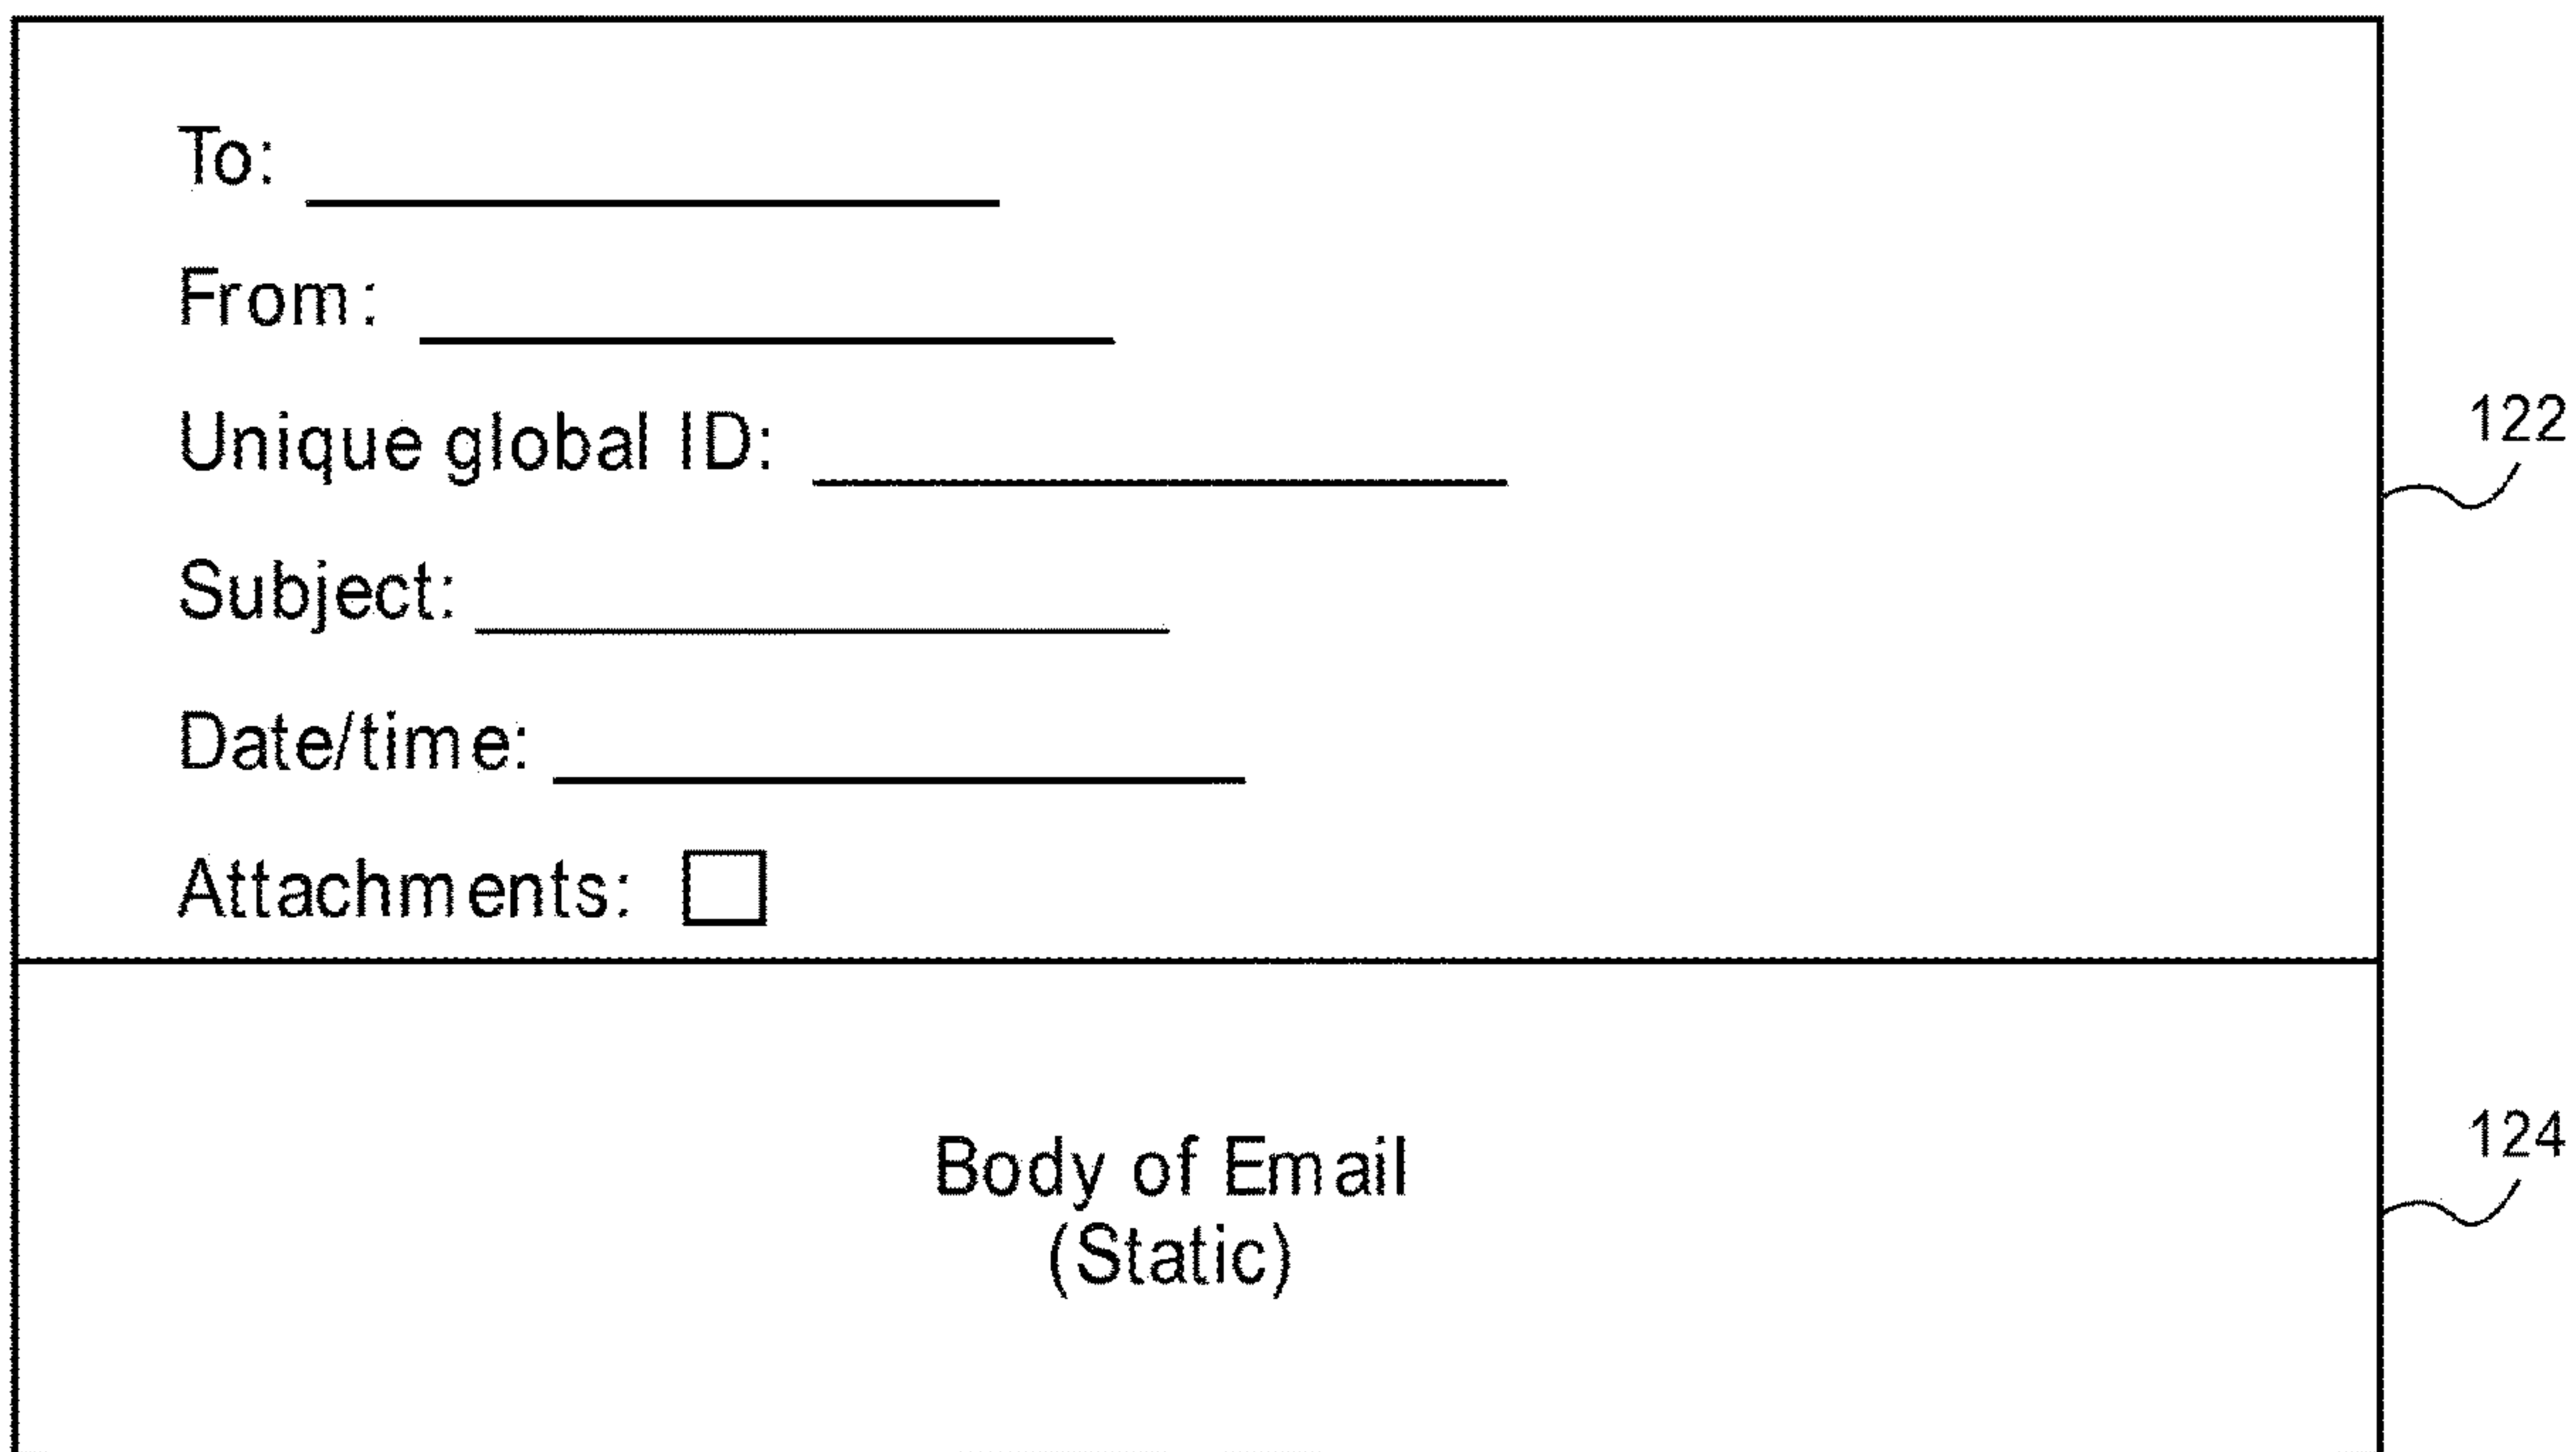 To:
From:
Unique global ID:
122
Subject:
Date/time:
Attachments:
124
Body of Email
(Static)